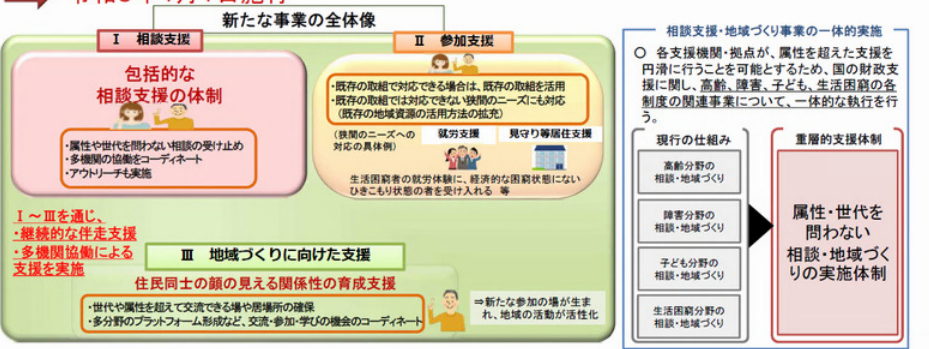 新たな事業の全体像
Ⅰ 相談支援
包括的な
相談支援の体制
・属性や世代を問わない相談の受け止め
・多機関の協働をコーディネート
・アウトリーチも実施
Ⅱ 参加支援
・既存の取組で対応できる場合は、既存の取組を活用
・既存の取組では対応できない狭間のニーズにも対応
（既存の地域資源の活用方法の拡充）
（狭間のニーズへの
対応の具体例）
就労支援
見守り等居住支援
生活困窮者の就労体験に、経済的な困窮状態にない
ひきこもり状態の者を受け入れる 等
Ⅰ～Ⅲを通じ、
・継続的な伴走支援
・多機関協働による
支援を実施
Ⅲ 地域づくりに向けた支援
住民同士の顔の見える関係性の育成支援
・世代や属性を超えて交流できる場や居場所の確保
・多分野のプラットフォーム形成など、交流・参加・学びの機会のコーディネート
⇒新たな参加の場が生ま
れ、地域の活動が活性化
相談支援・地域づくり事業の一体的実施
○ 各支援機関・拠点が、属性を超えた支援を
円滑に行うことを可能とするため、国の財政支
援に関し、高齢、障害、子ども、生活困窮の各
制度の関連事業について、一体的な執行を行
う。
現行の仕組み
高齢分野の
相談・地域づくり
障害分野の
相談・地域づくり
子ども分野の
相談・地域づくり
生活困窮分野の
相談・地域づくり
重層的支援体制
属性・世代を
問わない
相談・地域づく
りの実施体制